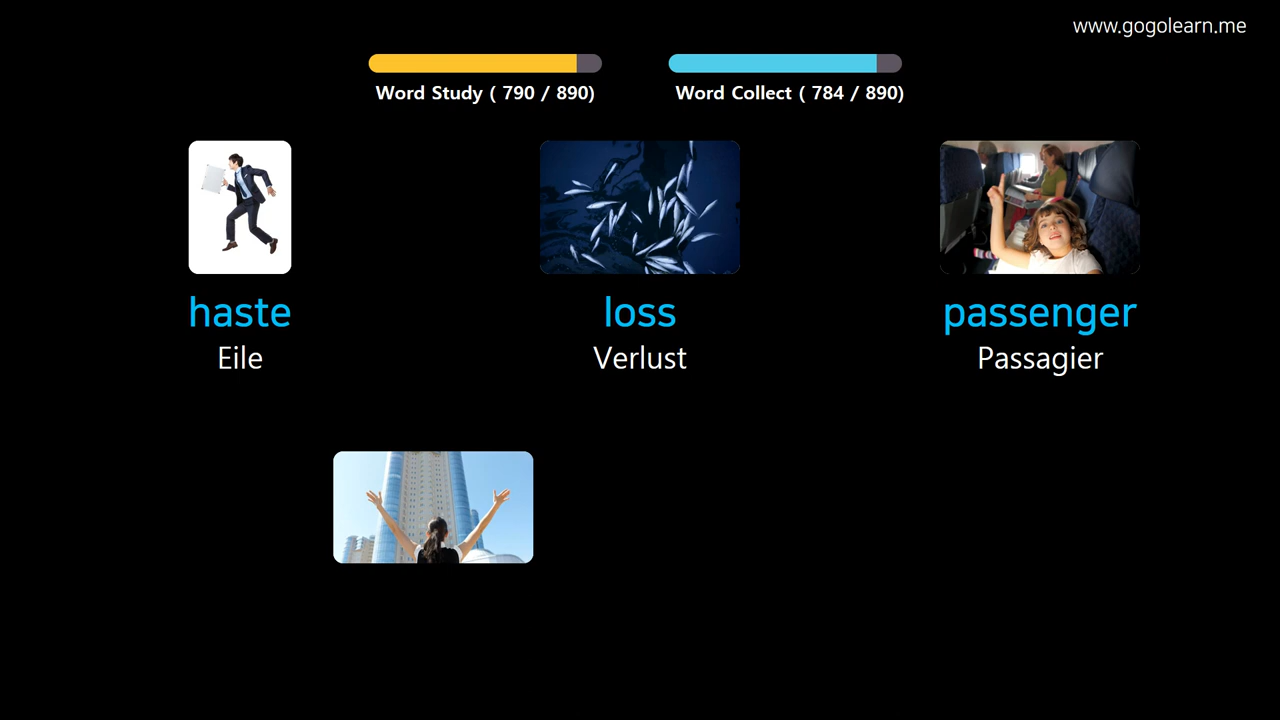 www.gogolearn.me
Word Study ( 790 / 890)
Word Collect ( 784 / 890)
haste
loss
passenger
Eile
Verlust
Passagier